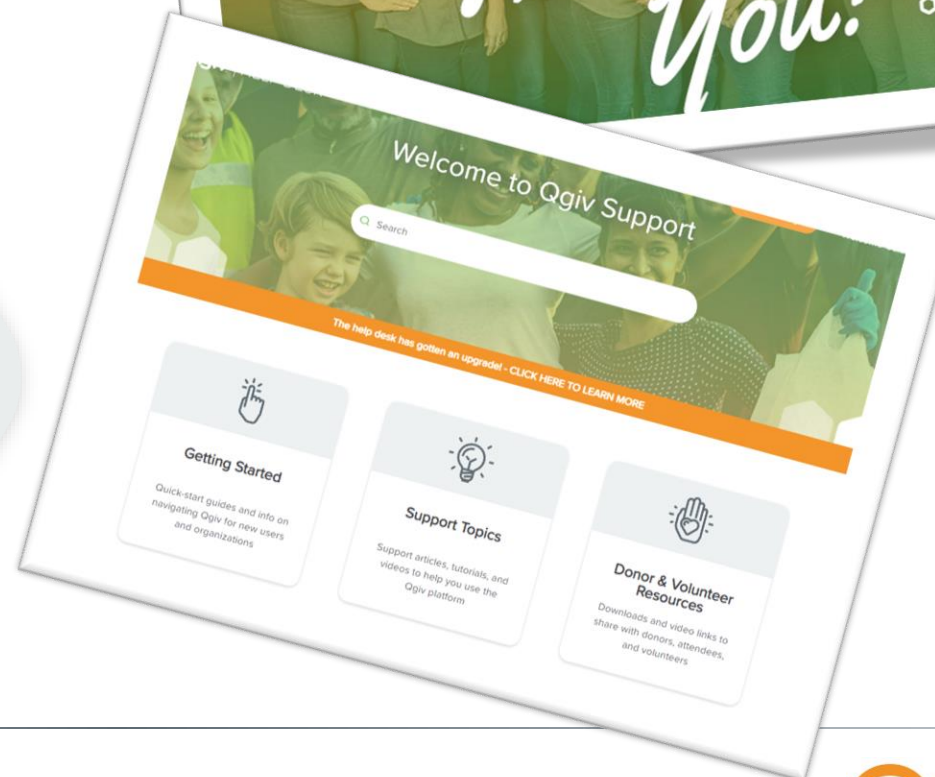 You!
Welcome to Qgiv Support
Search
The help desk has gotten an upgrade! - CLICK HERE TO LEARN MORE
Getting Started
Quick-start guides and info on
navigating Qgiv for new users
and organizations
Support Topics
Support articles, tutorials, and
videos to help you use the
Qgiv platform
Donor & Volunteer
Resources
Downloads and video links to
share with donors, attendees,
and volunteers